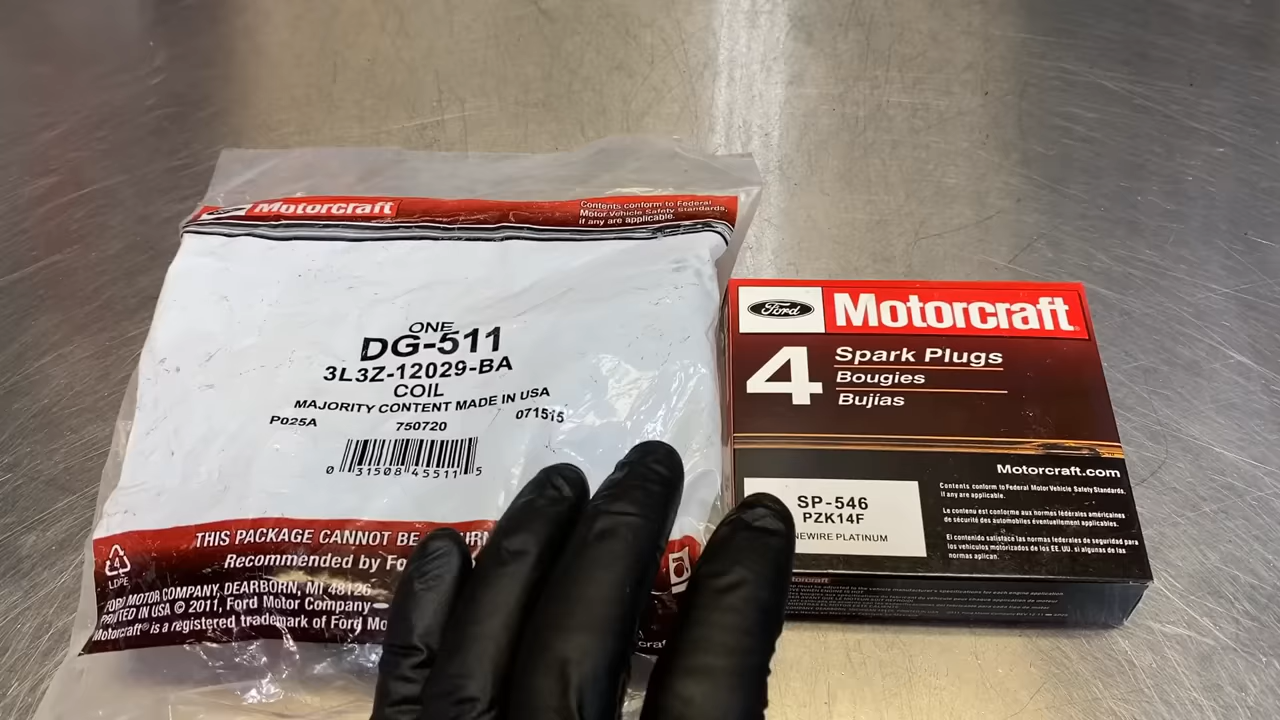 Motorcraft
Contents conform to Federal
Motor Vehicle Safety Standards,
if any are applicable.
ONE
DG-511
3L3Z-12029-BA
COIL
MAJORITY CONTENT MADE IN USA
P025A 750720 071515
0 31508 45511 5
THIS PACKAGE CANNOT BE
Recommended by
4
LDPE
FORD MOTOR COMPANY, DEARBORN, MI 48126
PRINTED IN USA © 2011, Ford Motor Company
Motorcraft® is a registered trademark of Ford
Ford
Motorcraft
4
Spark Plugs
Bougies
Bujías
Motorcraft.com
Contents conform to Federal Motor Vehicle Safety Standards,
if any are applicable.
Le contenu est conforme aux normes fédérales américaines
de sécurité des automobiles éventuellement applicables.
El contenido satisface las normas federales de seguridad para
los vehículos motorizados de los EE. UU. si algunas de las
normas aplican.
SP-546
PZK14F
PLATINUM